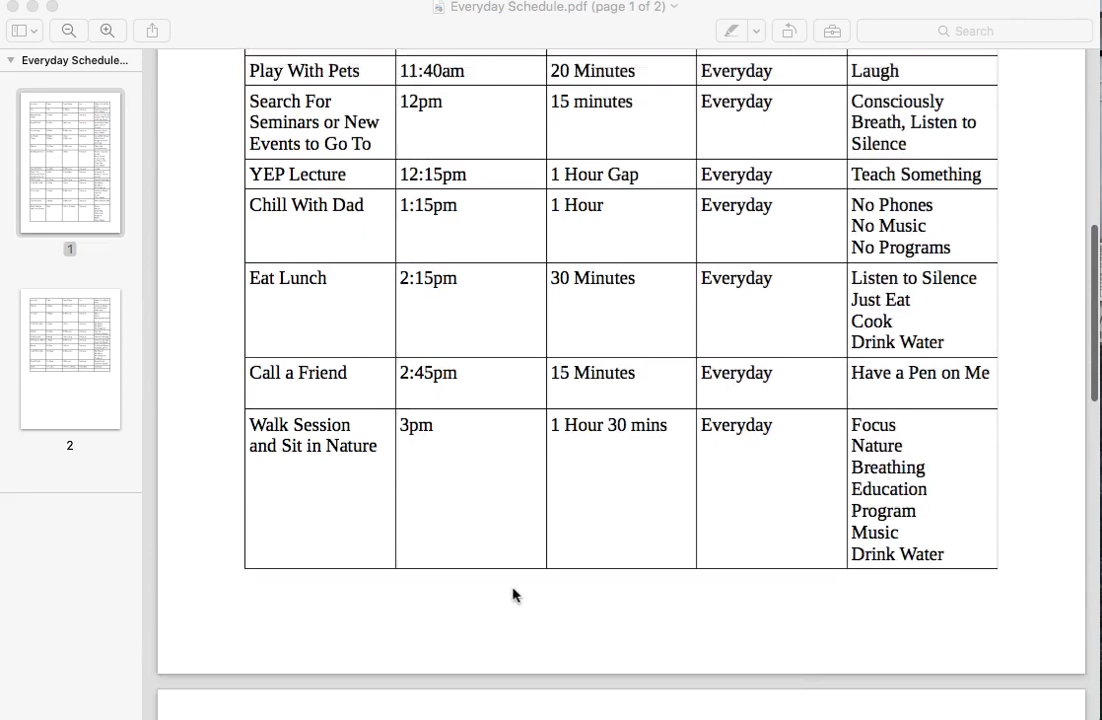 Everyday Schedule.pdf (page 1 of 2)
Search
Everyday Schedule...
1
2
Play With Pets 11:40am 20 Minutes Everyday Laugh
Search For 12pm 15 minutes Everyday Consciously
Seminars or New Breath, Listen to
Events to Go To Silence
YEP Lecture 12:15pm 1 Hour Gap Everyday Teach Something
Chill With Dad 1:15pm 1 Hour Everyday No Phones
No Music
No Programs
Eat Lunch 2:15pm 30 Minutes Everyday Listen to Silence
Just Eat
Cook
Drink Water
Call a Friend 2:45pm 15 Minutes Everyday Have a Pen on Me
Walk Session 3pm 1 Hour 30 mins Everyday Focus
and Sit in Nature Nature
Breathing
Education
Program
Music
Drink Water